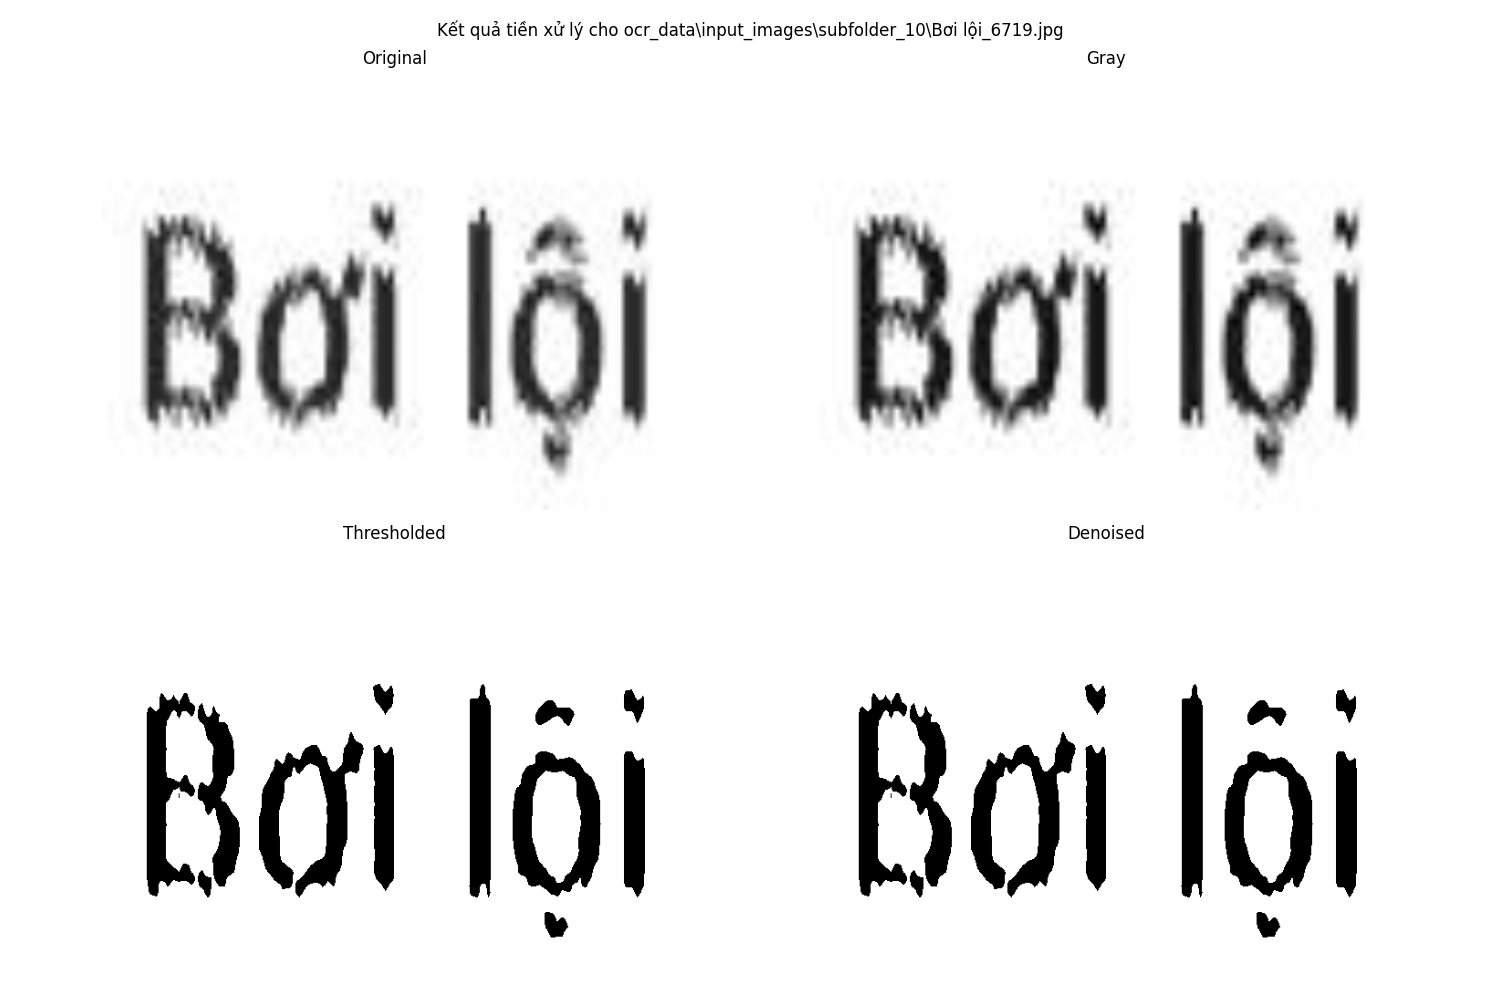 Kết quả tiền xử lý cho ocr_data\input_images\subfolder_10\Bơi lội_6719.jpg
Original
Gray
Bơi lội
Bơi lội
Thresholded
Denoised
Bơi lội
Bơi lội